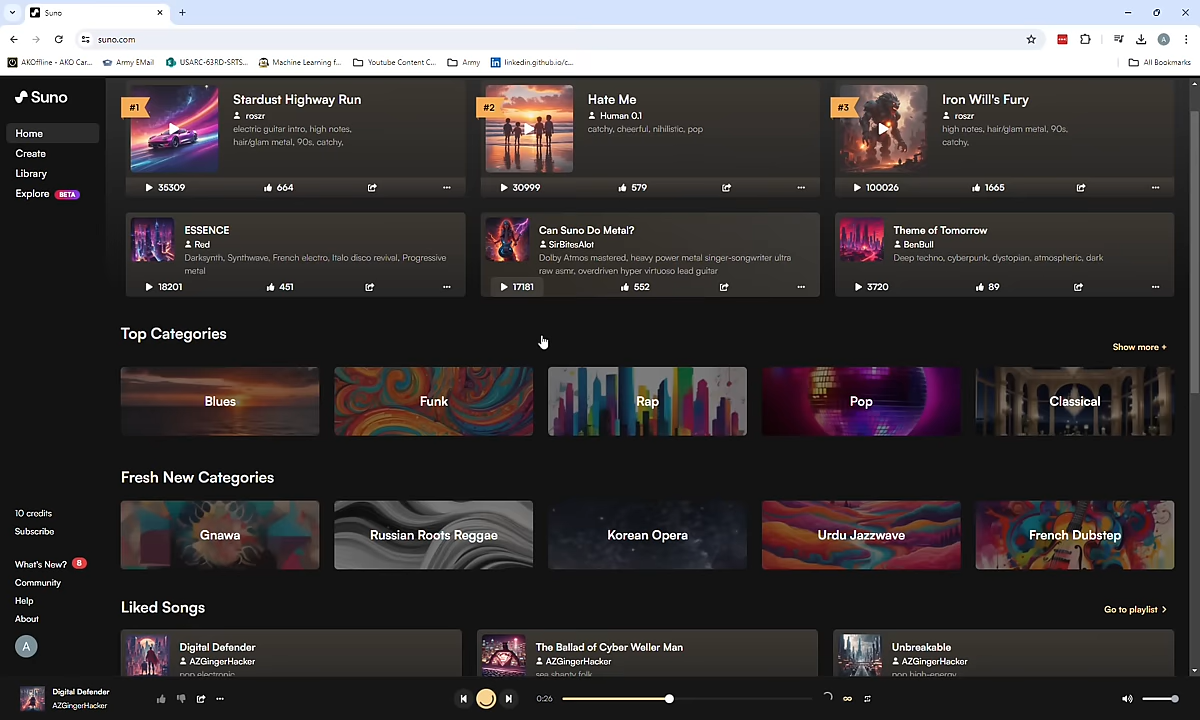 Suno
suno.com
AKOffline - AKO Car...
Army EMail
USARC-63RD-SRTS...
Machine Learning f...
Youtube Content C...
Army
linkedin.github.io/c...
All Bookmarks
Suno
Home
Create
Library
Explore BETA
10 credits
Subscribe
What's New? 8
Community
Help
About
A
#1
Stardust Highway Run
roszr
electric guitar intro, high notes,
hair/glam metal, 90s, catchy,
35309
664
#2
Hate Me
Human 0.1
catchy, cheerful, nihilistic, pop
30999
579
#3
Iron Will's Fury
roszr
high notes, hair/glam metal, 90s,
catchy,
100026
1665
ESSENCE
Red
Darksynth, Synthwave, French electro, Italo disco revival, Progressive
metal
18201
451
Can Suno Do Metal?
SirBitesAlot
Dolby Atmos mastered, heavy power metal singer-songwriter ultra
raw asmr, overdriven hyper virtuoso lead guitar
17181
552
Theme of Tomorrow
BenBull
Deep techno, cyberpunk, dystopian, atmospheric, dark
3720
89
Top Categories
Show more +
Blues
Funk
Rap
Pop
Classical
Fresh New Categories
Gnawa
Russian Roots Reggae
Korean Opera
Urdu Jazzwave
French Dubstep
Liked Songs
Go to playlist
Digital Defender
AZGingerHacker
pop electronic
The Ballad of Cyber Weller Man
AZGingerHacker
sea shanty folk
Unbreakable
AZGingerHacker
pop high-energy
Digital Defender
AZGingerHacker
0:26